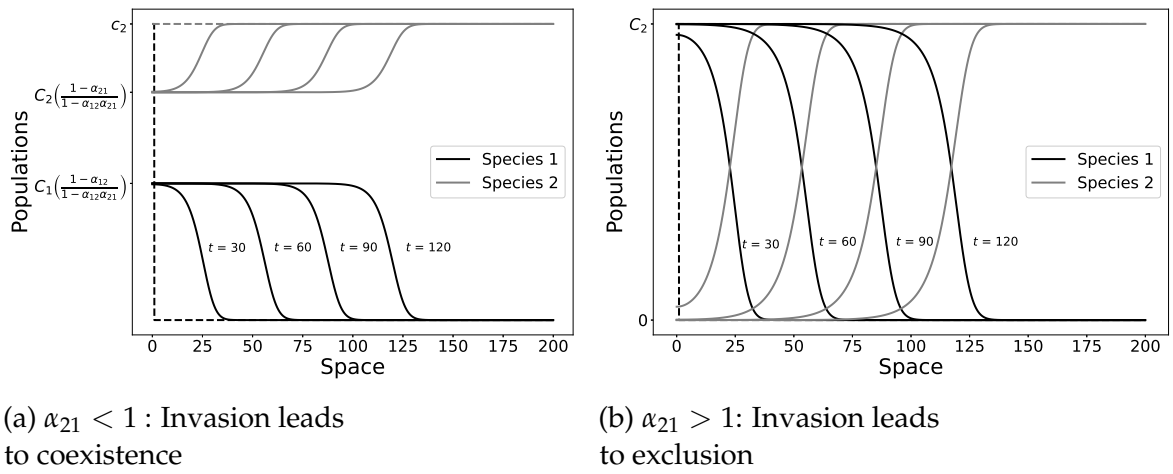 c₂
C₂(1−α₂₁/1−α₁₂α₂₁)
C₁(1−α₁₂/1−α₁₂α₂₁)
Populations
Species 1
Species 2
t = 30
t = 60
t = 90
t = 120
0 25 50 75 100 125 150 175 200
Space
C₂
0
Populations
Species 1
Species 2
t = 30
t = 60
t = 90
t = 120
0 25 50 75 100 125 150 175 200
Space
(a) α₂₁ < 1 : Invasion leads
to coexistence
(b) α₂₁ > 1: Invasion leads
to exclusion